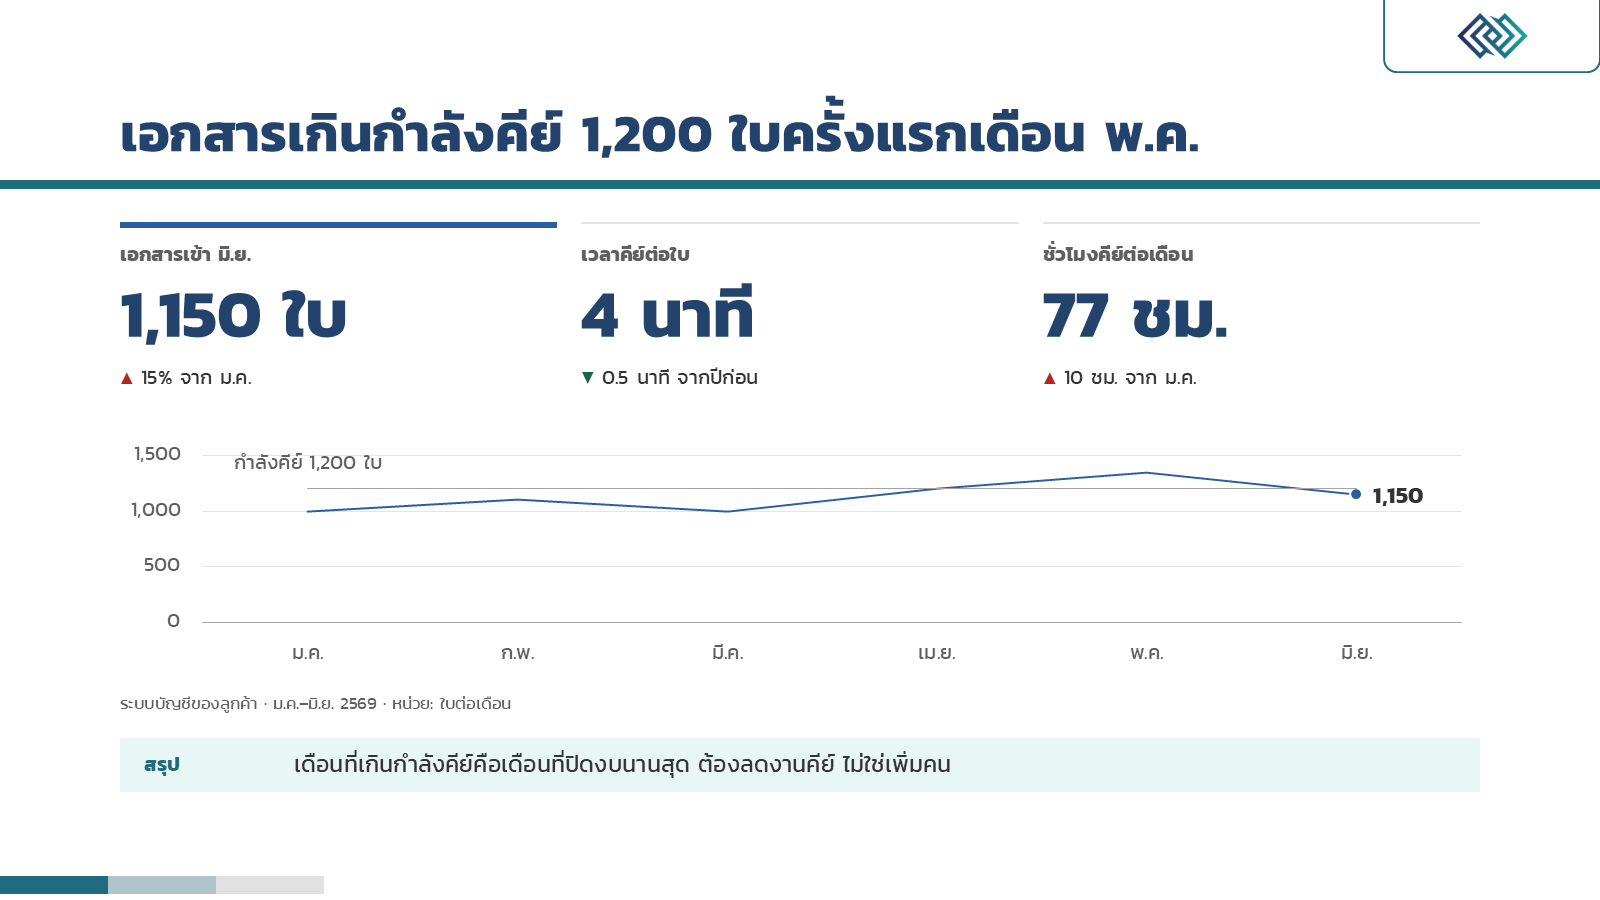 เอกสารเกินกำลังคีย์ 1,200 ใบครั้งแรกเดือน พ.ค.
เอกสารเข้า มิ.ย.
1,150 ใบ
▲ 15% จาก ม.ค.
เวลาคีย์ต่อใบ
4 นาที
▼ 0.5 นาที จากปีก่อน
ชั่วโมงคีย์ต่อเดือน
77 ชม.
▲ 10 ชม. จาก ม.ค.
1,500
กำลังคีย์ 1,200 ใบ
1,150
1,000
500
0
ม.ค.
ก.พ.
มี.ค.
เม.ย.
พ.ค.
มิ.ย.
ระบบบัญชีของลูกค้า · ม.ค.–มิ.ย. 2569 · หน่วย: ใบต่อเดือน
สรุป
เดือนที่เกินกำลังคีย์คือเดือนที่ปิดงบนานสุด ต้องลดงานคีย์ ไม่ใช่เพิ่มคน